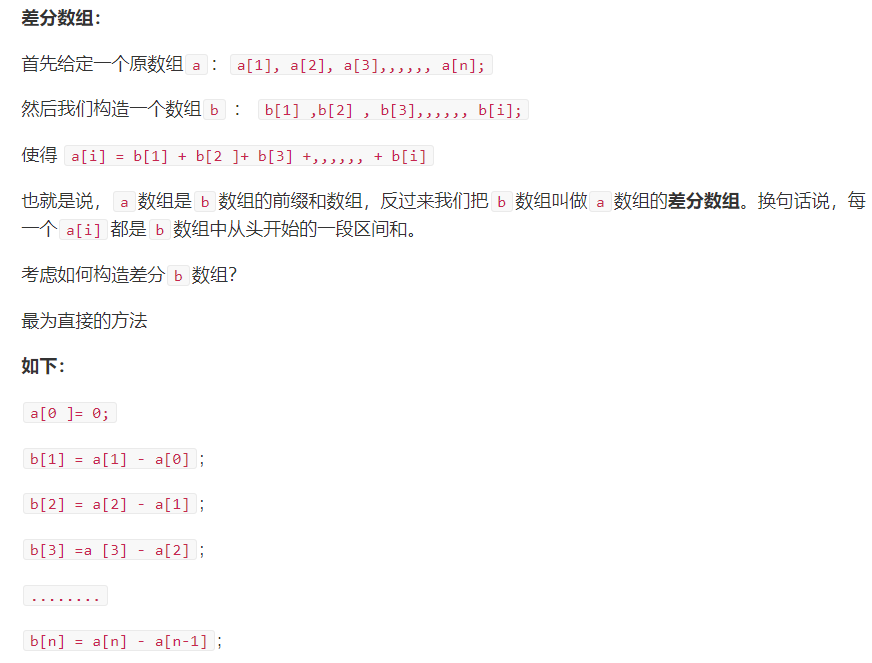 差分数组：
首先给定一个原数组 a ： a[1], a[2], a[3],,,,,, a[n];
然后我们构造一个数组 b ： b[1] ,b[2] , b[3],,,,,, b[i];
使得 a[i] = b[1] + b[2 ]+ b[3] +,,,,,, + b[i]
也就是说， a 数组是 b 数组的前缀和数组，反过来我们把 b 数组叫做 a 数组的差分数组。换句话说，每
一个 a[i] 都是 b 数组中从头开始的一段区间和。
考虑如何构造差分 b 数组？
最为直接的方法
如下：
a[0 ]= 0;
b[1] = a[1] - a[0] ;
b[2] = a[2] - a[1] ;
b[3] =a [3] - a[2] ;
........
b[n] = a[n] - a[n-1] ;